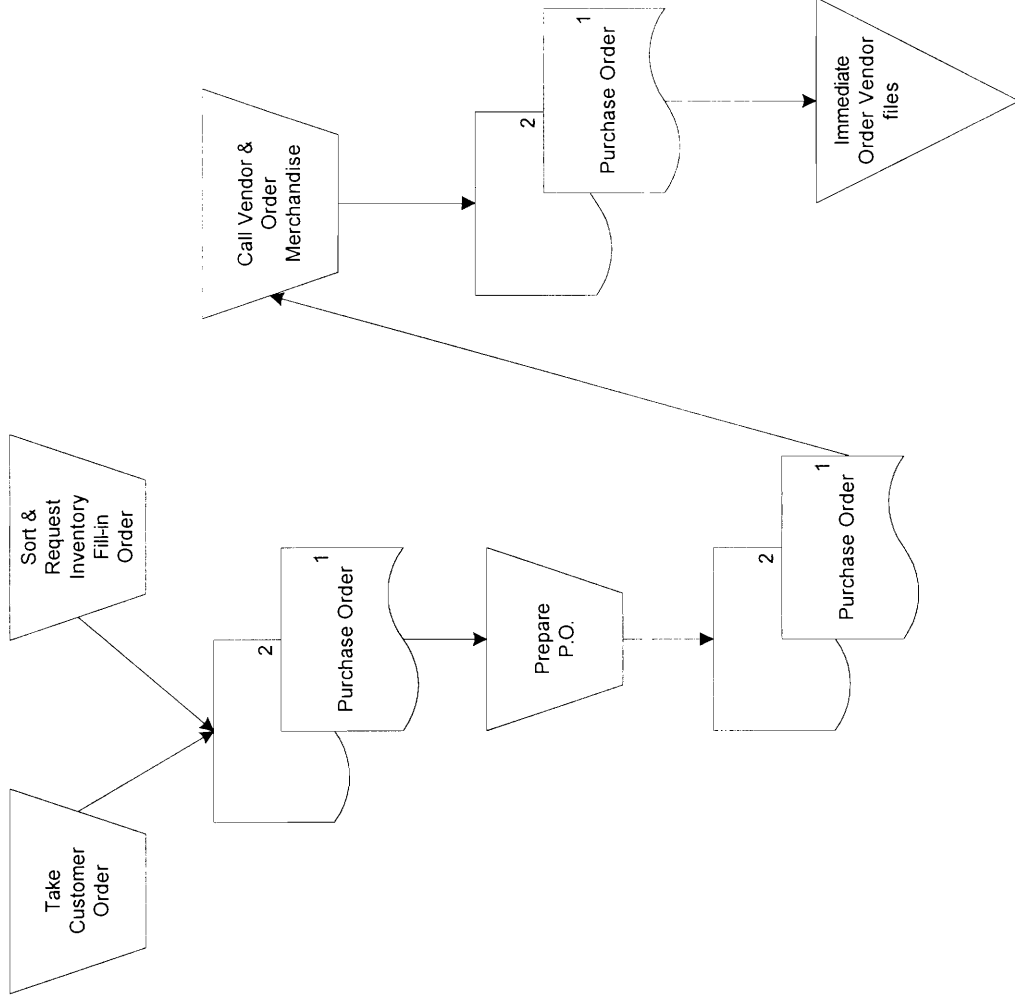 Take
Customer
Order
Sort &
Request
Inventory
Fill-in
Order
2
1
Purchase Order
Prepare
P.O.
2
1
Purchase Order
Call Vendor &
Order
Merchandise
2
1
Purchase Order
Immediate
Order Vendor
files